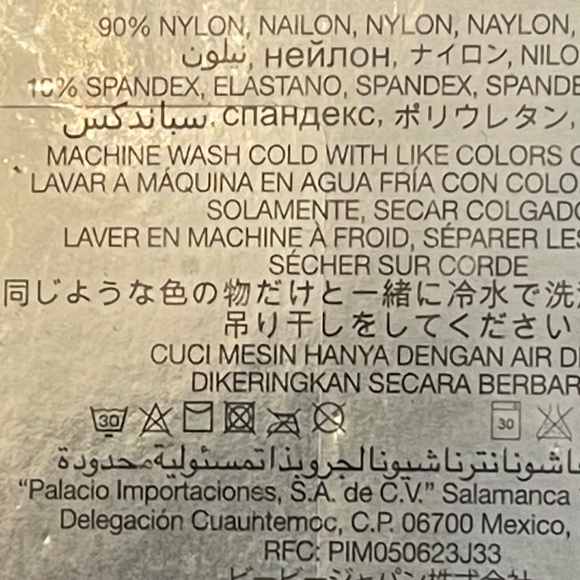 90% NYLON, NAILON, NYLON, NAYLON,
نيلون, нейлон, ナイロン, NILO
10% SPANDEX, ELASTANO, SPANDEX, SPANDE
سباندكس, спандекс, ポリウレタン,
MACHINE WASH COLD WITH LIKE COLORS
LAVAR A MÁQUINA EN AGUA FRÍA CON COLO
SOLAMENTE, SECAR COLGADO
LAVER EN MACHINE À FROID, SÉPARER LES
SÉCHER SUR CORDE
同じような色の物だけと一緒に冷水で洗
吊り干しをしてください
CUCI MESIN HANYA DENGAN AIR DI
DIKERINGKAN SECARA BERBAR
30 30
فاشونانترناشيونالجروبذاتمسئوليةمحدودة
“Palacio Importaciones, S.A. de C.V.” Salamanca
Delegación Cuauhtemoc, C.P. 06700 Mexico,
RFC: PIM050623J33